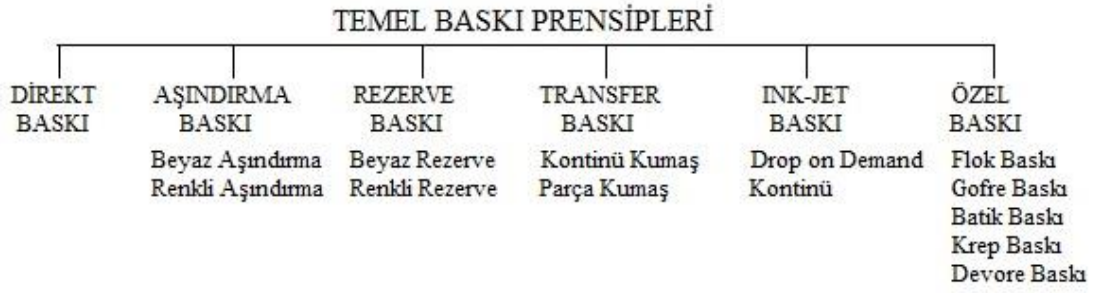 TEMEL BASKI PRENSİPLERİ
DİREKT
BASKI
AŞINDIRMA
BASKI
Beyaz Aşındırma
Renkli Aşındırma
REZERVE
BASKI
Beyaz Rezerve
Renkli Rezerve
TRANSFER
BASKI
Kontinü Kumaş
Parça Kumaş
INK-JET
BASKI
Drop on Demand
Kontinü
ÖZEL
BASKI
Flok Baskı
Gofre Baskı
Batik Baskı
Krep Baskı
Devore Baskı